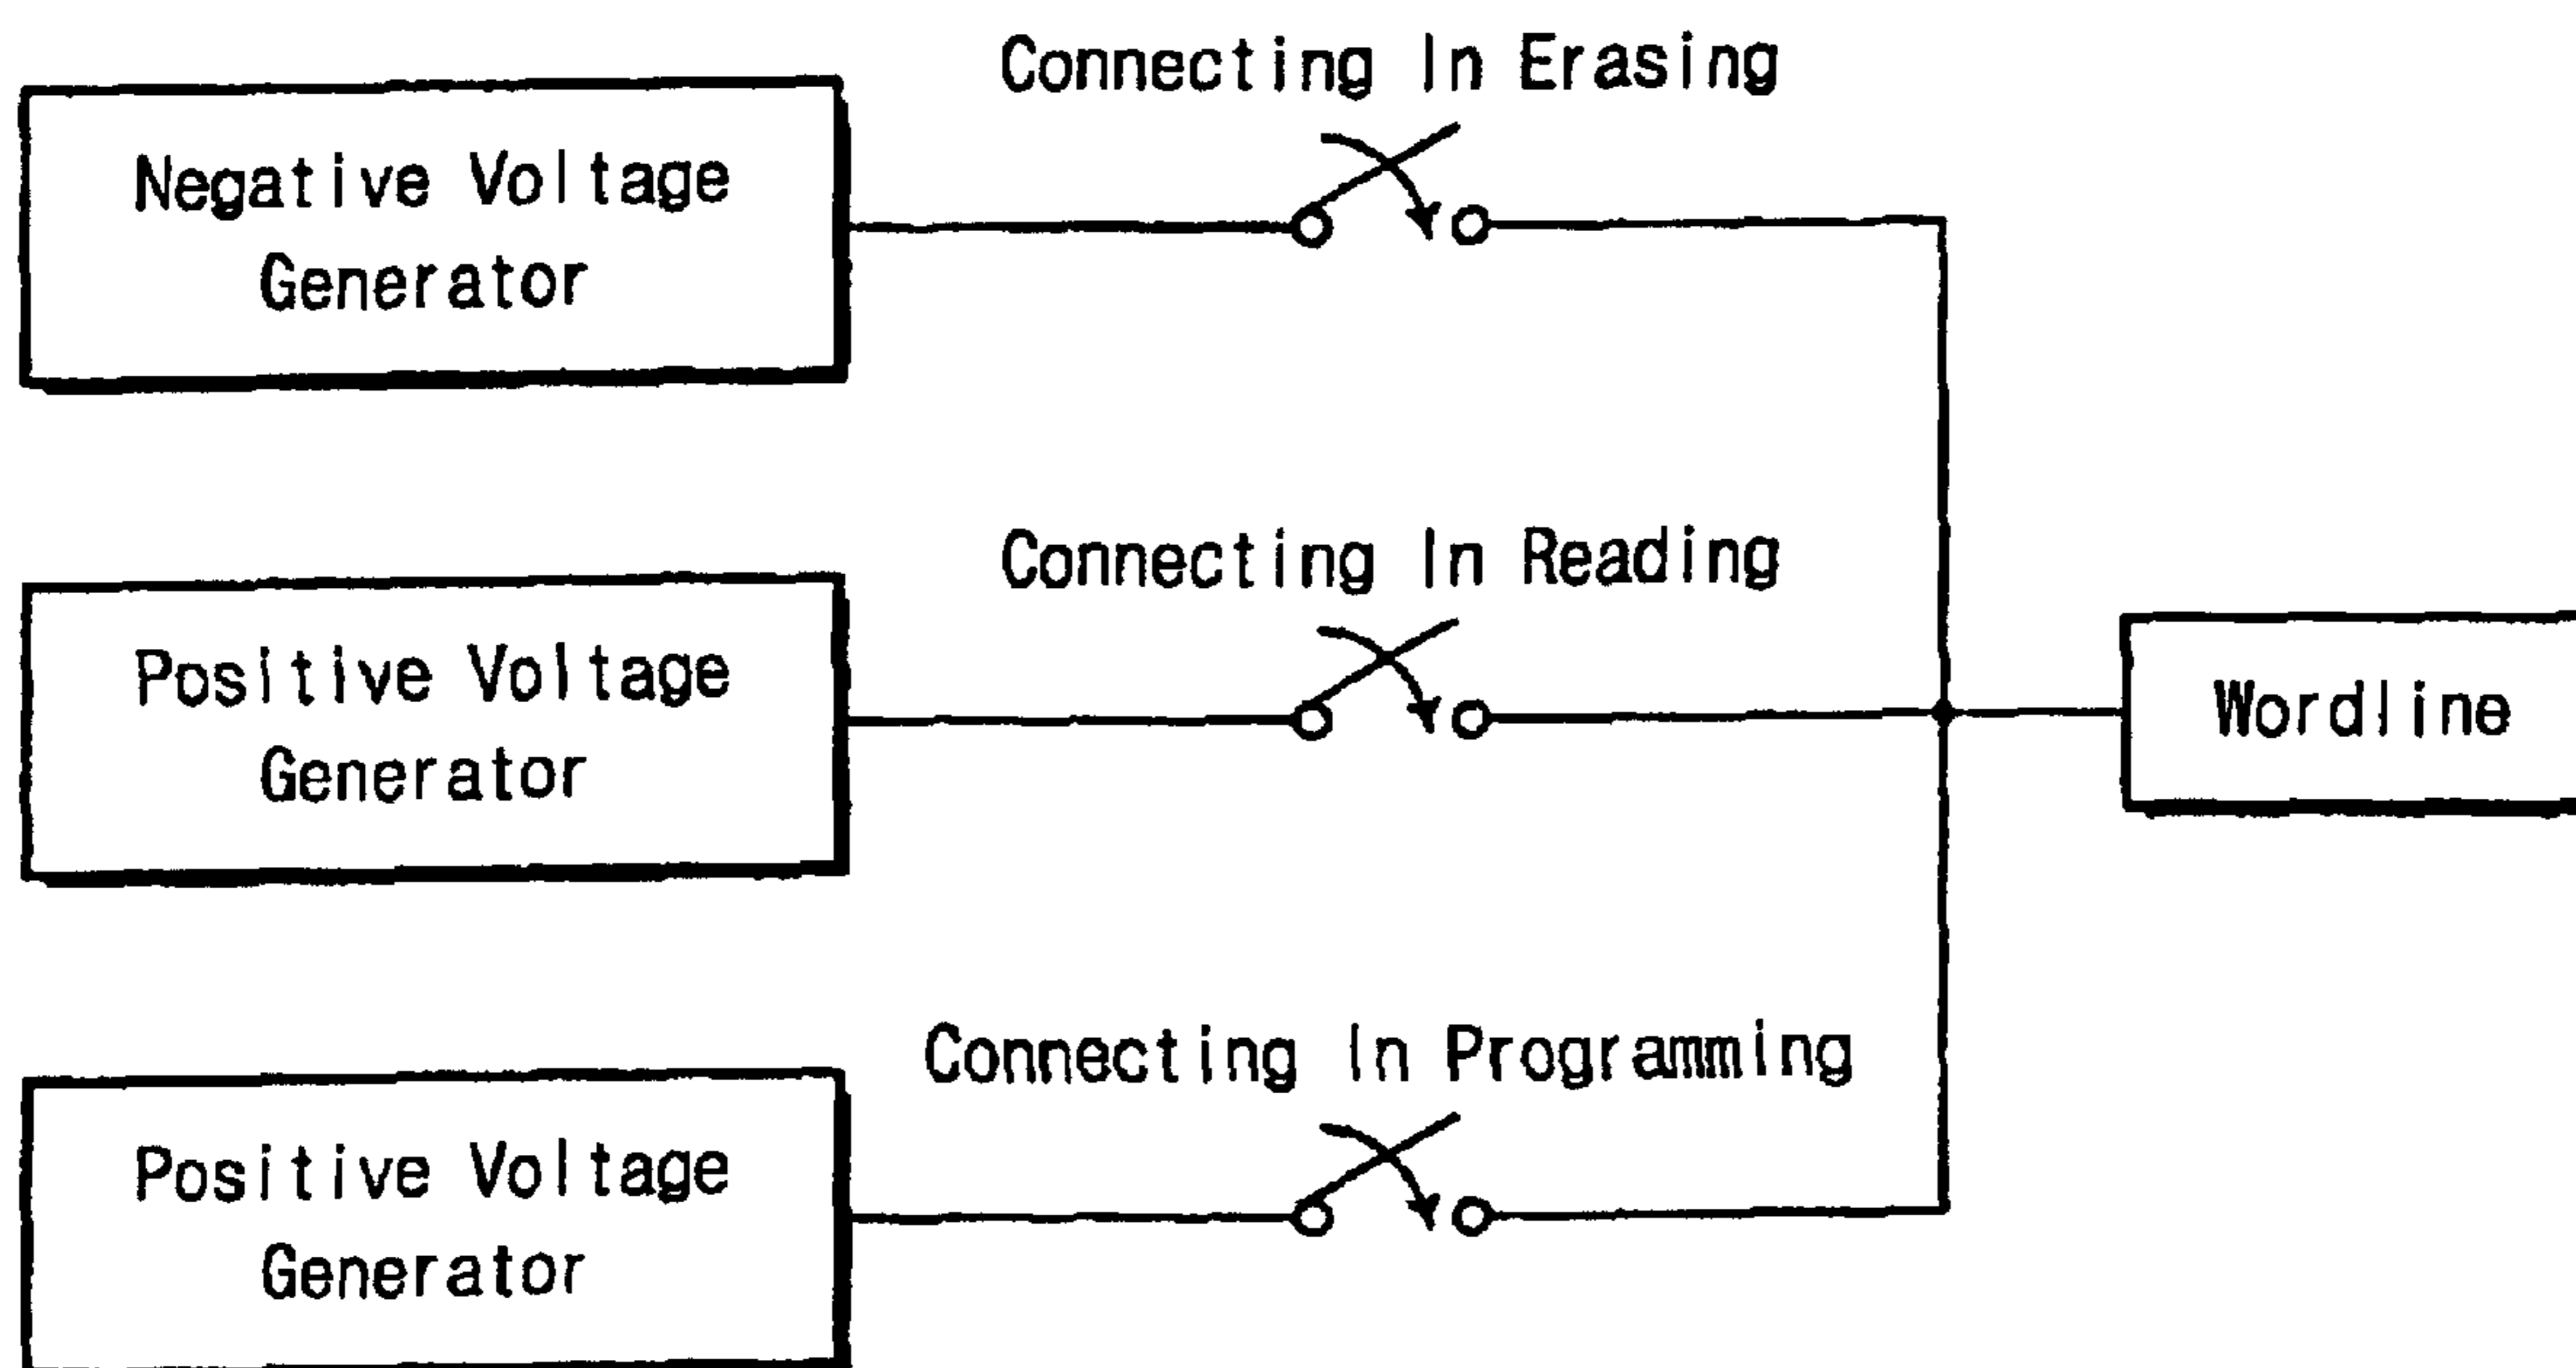 Connecting In Erasing
Negative Voltage
Generator
Connecting In Reading
Positive Voltage
Generator
Wordline
Connecting In Programming
Positive Voltage
Generator